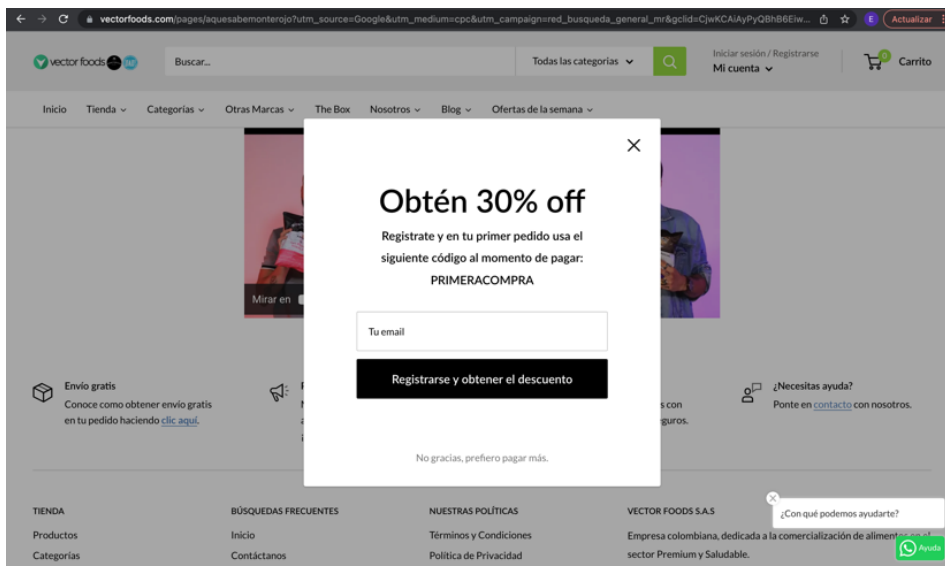 vectorfoods.com/pages/aquesabemonterojo?utm_source=Google&utm_medium=cpc&utm_campaign=red_busqueda_general_mr&gclid=CjwKCAiAyPyQBhB6Eiw...
E
Actualizar
vector foods
Buscar...
Todas las categorías
Iniciar sesión / Registrarse
Mi cuenta
0
Carrito
Inicio Tienda Categorías Otras Marcas The Box Nosotros Blog Ofertas de la semana
Obtén 30% off
Registrate y en tu primer pedido usa el
siguiente código al momento de pagar:
PRIMERACOMPRA
Mirar en
Tu email
Registrarse y obtener el descuento
No gracias, prefiero pagar más.
Envío gratis
Conoce como obtener envío gratis
en tu pedido haciendo clic aquí.
s con
guros.
¿Necesitas ayuda?
Ponte en contacto con nosotros.
TIENDA
Productos
Categorías
BÚSQUEDAS FRECUENTES
Inicio
Contáctanos
NUESTRAS POLÍTICAS
Términos y Condiciones
Política de Privacidad
VECTOR FOODS S.A.S
Empresa colombiana, dedicada a la comercialización de alimentos en el
sector Premium y Saludable.
¿Con qué podemos ayudarte?
Ayuda